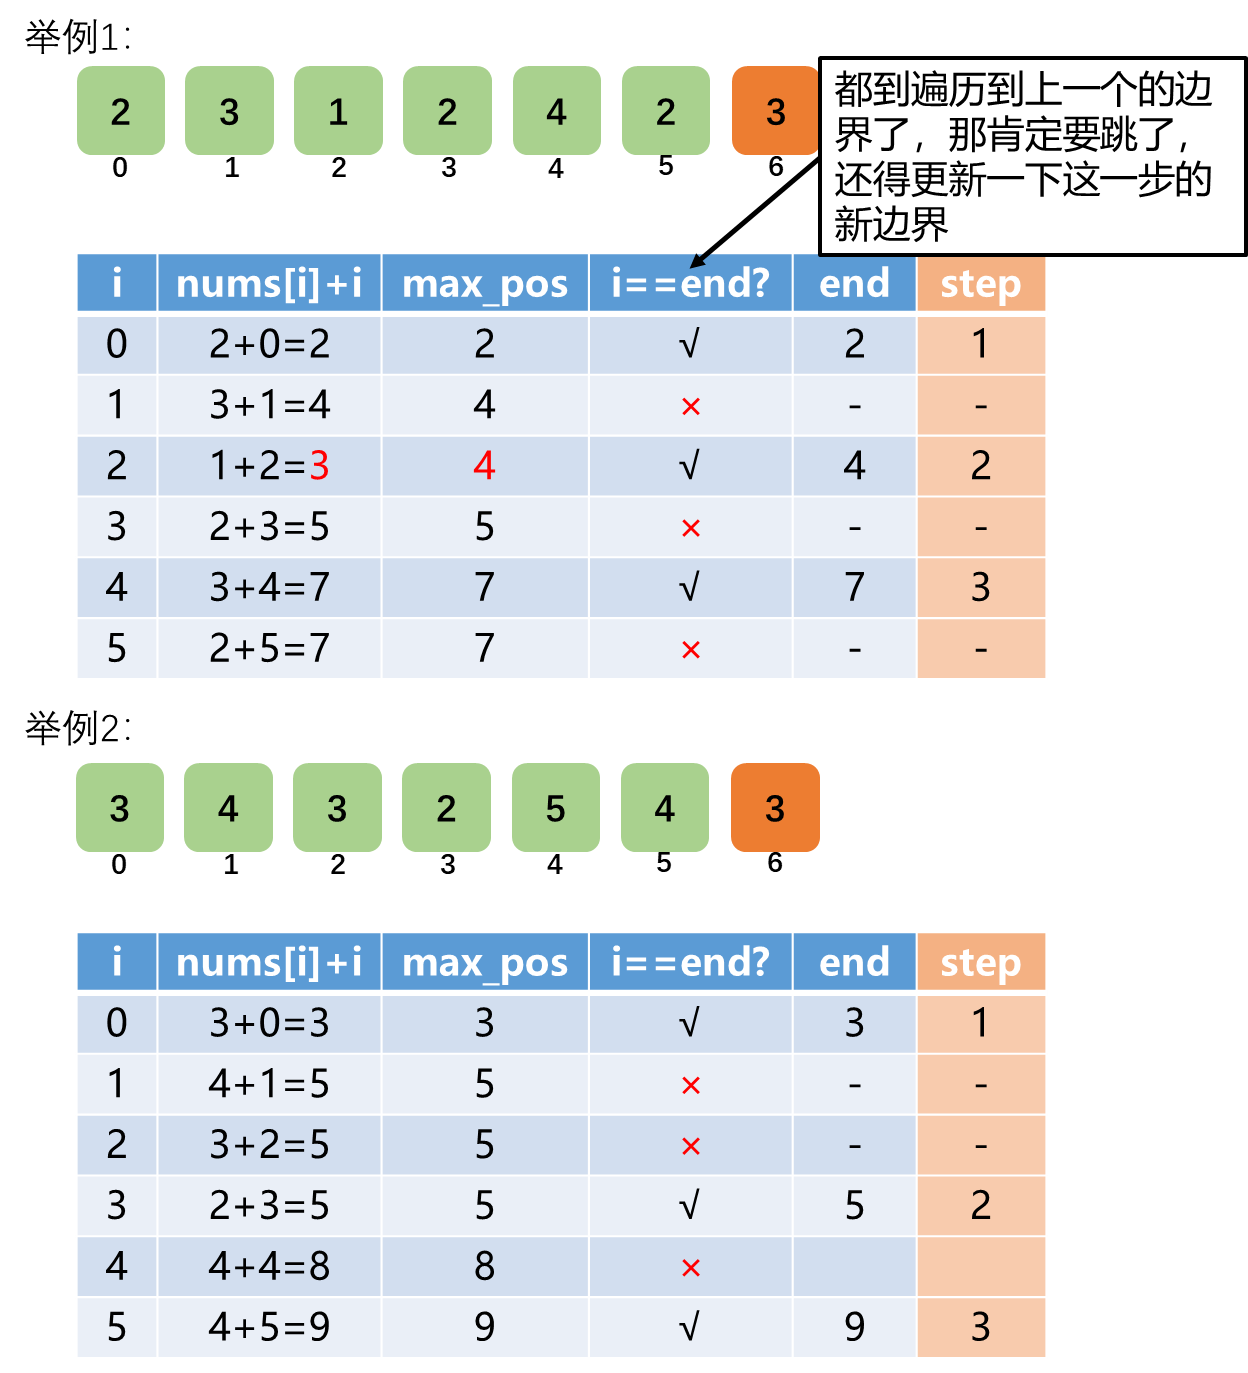 举例1：
2 3 1 2 4 2 3
0 1 2 3 4 5 6
都到遍历到上一个的边
界了，那肯定要跳了，
还得更新一下这一步的
新边界
i nums[i]+i max_pos i==end? end step
0 2+0=2 2 √ 2 1
1 3+1=4 4 × - -
2 1+2=3 4 √ 4 2
3 2+3=5 5 × - -
4 3+4=7 7 √ 7 3
5 2+5=7 7 × - -
举例2：
3 4 3 2 5 4 3
0 1 2 3 4 5 6
i nums[i]+i max_pos i==end? end step
0 3+0=3 3 √ 3 1
1 4+1=5 5 × - -
2 3+2=5 5 × - -
3 2+3=5 5 √ 5 2
4 4+4=8 8 ×
5 4+5=9 9 √ 9 3